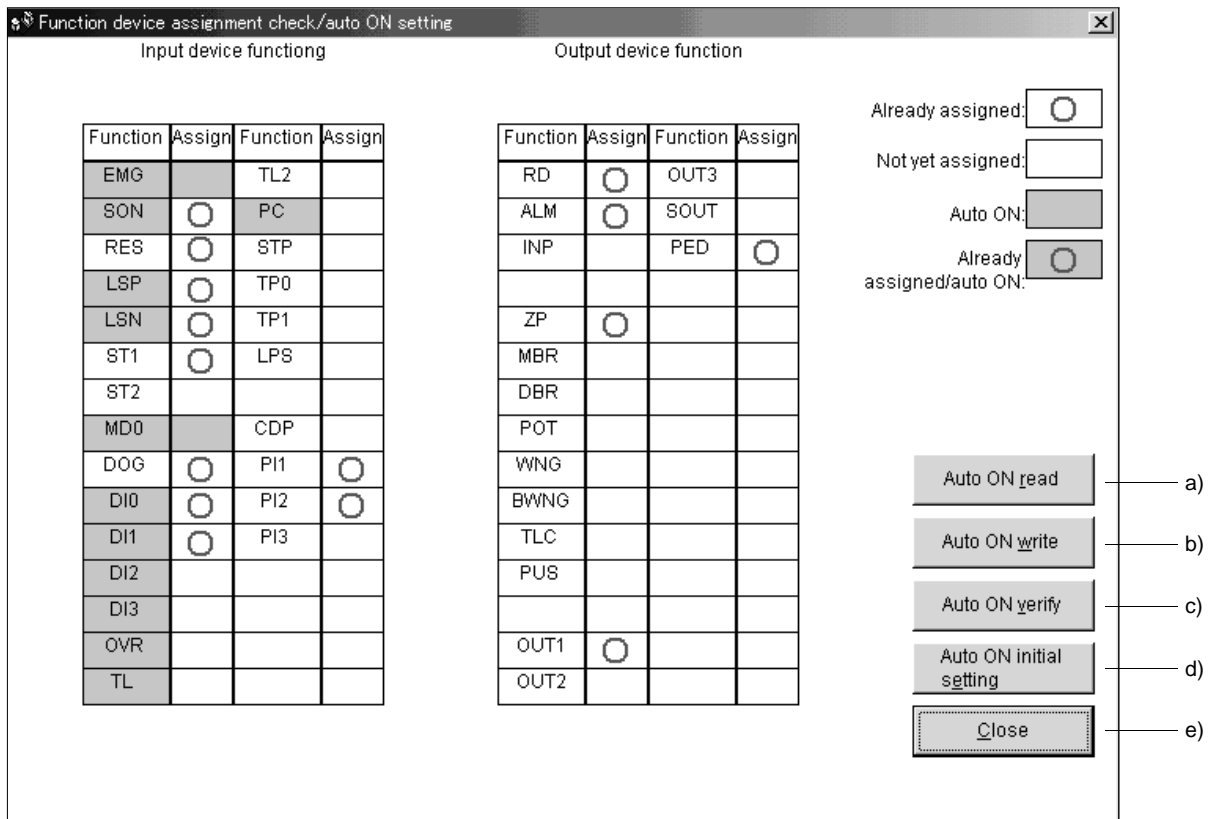 Function device assignment check/auto ON setting
Input device functiong
Output device function
Function Assign Function Assign
EMG TL2
SON PC
RES STP
LSP TP0
LSN TP1
ST1 LPS
ST2
MD0 CDP
DOG PI1
DI0 PI2
DI1 PI3
DI2
DI3
OVR
TL
Function Assign Function Assign
RD OUT3
ALM SOUT
INP PED
ZP
MBR
DBR
POT
WNG
BWNG
TLC
PUS
OUT1
OUT2
Already assigned:
Not yet assigned:
Auto ON:
Already
assigned/auto ON:
Auto ON read a)
Auto ON write b)
Auto ON verify c)
Auto ON initial
setting d)
Close e)